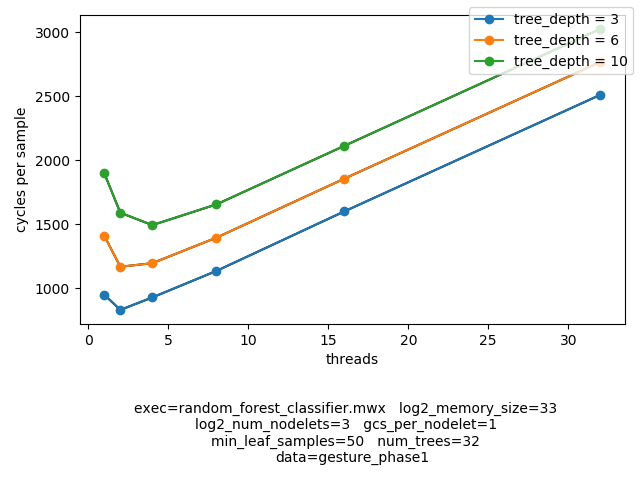 tree_depth = 3
tree_depth = 6
tree_depth = 10
3000
2500
2000
1500
1000
cycles per sample
0 5 10 15 20 25 30
threads
exec=random_forest_classifier.mwx log2_memory_size=33
log2_num_nodelets=3 gcs_per_nodelet=1
min_leaf_samples=50 num_trees=32
data=gesture_phase1